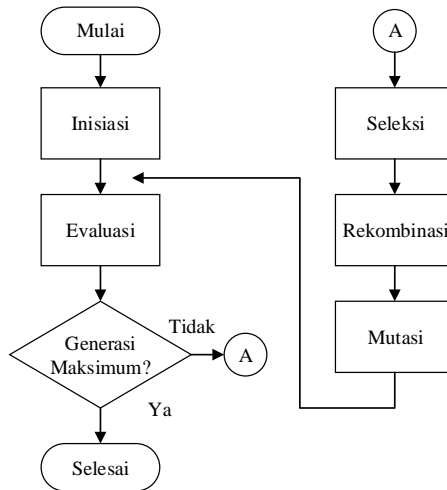 Mulai
Inisiasi
Evaluasi
Generasi
Maksimum?
Tidak
A
Ya
Selesai
A
Seleksi
Rekombinasi
Mutasi